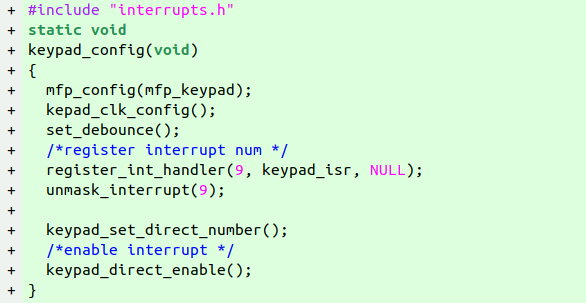 + #include "interrupts.h"
+ static void
+ keypad_config(void)
+ {
+   mfp_config(mfp_keypad);
+   kepad_clk_config();
+   set_debounce();
+   /*register interrupt num */
+   register_int_handler(9, keypad_isr, NULL);
+   unmask_interrupt(9);
+
+   keypad_set_direct_number();
+   /*enable interrupt */
+   keypad_direct_enable();
+ }